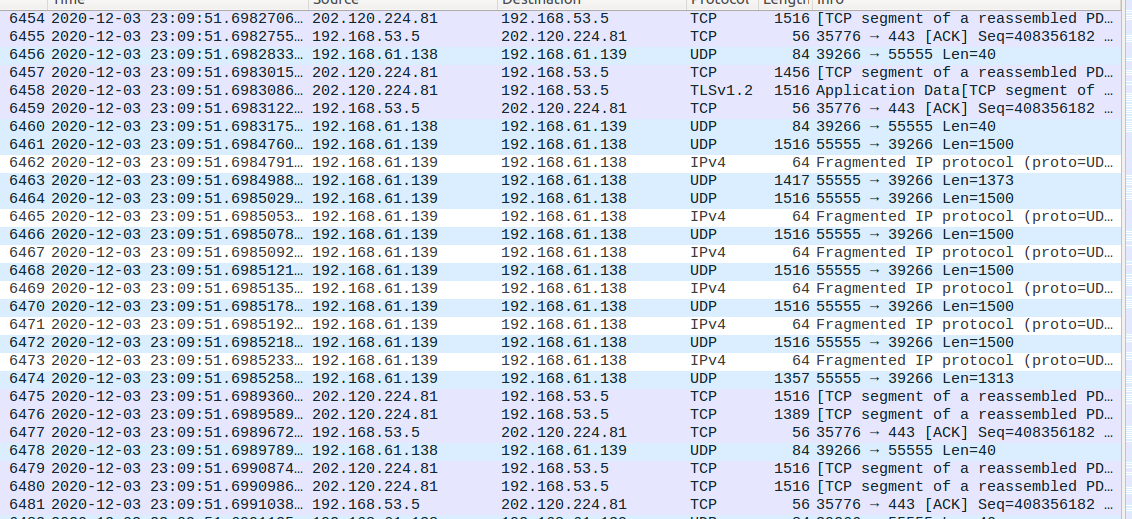 Time Source Destination Protocol Length Info
6454 2020-12-03 23:09:51.6982706… 202.120.224.81 192.168.53.5 TCP 1516 [TCP segment of a reassembled PD…
6455 2020-12-03 23:09:51.6982755… 192.168.53.5 202.120.224.81 TCP 56 35776 → 443 [ACK] Seq=408356182 …
6456 2020-12-03 23:09:51.6982833… 192.168.61.138 192.168.61.139 UDP 84 39266 → 55555 Len=40
6457 2020-12-03 23:09:51.6983015… 202.120.224.81 192.168.53.5 TCP 1456 [TCP segment of a reassembled PD…
6458 2020-12-03 23:09:51.6983086… 202.120.224.81 192.168.53.5 TLSv1.2 1516 Application Data[TCP segment of …
6459 2020-12-03 23:09:51.6983122… 192.168.53.5 202.120.224.81 TCP 56 35776 → 443 [ACK] Seq=408356182 …
6460 2020-12-03 23:09:51.6983175… 192.168.61.138 192.168.61.139 UDP 84 39266 → 55555 Len=40
6461 2020-12-03 23:09:51.6984760… 192.168.61.139 192.168.61.138 UDP 1516 55555 → 39266 Len=1500
6462 2020-12-03 23:09:51.6984791… 192.168.61.139 192.168.61.138 IPv4 64 Fragmented IP protocol (proto=UD…
6463 2020-12-03 23:09:51.6984988… 192.168.61.139 192.168.61.138 UDP 1417 55555 → 39266 Len=1373
6464 2020-12-03 23:09:51.6985029… 192.168.61.139 192.168.61.138 UDP 1516 55555 → 39266 Len=1500
6465 2020-12-03 23:09:51.6985053… 192.168.61.139 192.168.61.138 IPv4 64 Fragmented IP protocol (proto=UD…
6466 2020-12-03 23:09:51.6985078… 192.168.61.139 192.168.61.138 UDP 1516 55555 → 39266 Len=1500
6467 2020-12-03 23:09:51.6985092… 192.168.61.139 192.168.61.138 IPv4 64 Fragmented IP protocol (proto=UD…
6468 2020-12-03 23:09:51.6985121… 192.168.61.139 192.168.61.138 UDP 1516 55555 → 39266 Len=1500
6469 2020-12-03 23:09:51.6985135… 192.168.61.139 192.168.61.138 IPv4 64 Fragmented IP protocol (proto=UD…
6470 2020-12-03 23:09:51.6985178… 192.168.61.139 192.168.61.138 UDP 1516 55555 → 39266 Len=1500
6471 2020-12-03 23:09:51.6985192… 192.168.61.139 192.168.61.138 IPv4 64 Fragmented IP protocol (proto=UD…
6472 2020-12-03 23:09:51.6985218… 192.168.61.139 192.168.61.138 UDP 1516 55555 → 39266 Len=1500
6473 2020-12-03 23:09:51.6985233… 192.168.61.139 192.168.61.138 IPv4 64 Fragmented IP protocol (proto=UD…
6474 2020-12-03 23:09:51.6985258… 192.168.61.139 192.168.61.138 UDP 1357 55555 → 39266 Len=1313
6475 2020-12-03 23:09:51.6989360… 202.120.224.81 192.168.53.5 TCP 1516 [TCP segment of a reassembled PD…
6476 2020-12-03 23:09:51.6989589… 202.120.224.81 192.168.53.5 TCP 1389 [TCP segment of a reassembled PD…
6477 2020-12-03 23:09:51.6989672… 192.168.53.5 202.120.224.81 TCP 56 35776 → 443 [ACK] Seq=408356182 …
6478 2020-12-03 23:09:51.6989789… 192.168.61.138 192.168.61.139 UDP 84 39266 → 55555 Len=40
6479 2020-12-03 23:09:51.6990874… 202.120.224.81 192.168.53.5 TCP 1516 [TCP segment of a reassembled PD…
6480 2020-12-03 23:09:51.6990986… 202.120.224.81 192.168.53.5 TCP 1516 [TCP segment of a reassembled PD…
6481 2020-12-03 23:09:51.6991038… 192.168.53.5 202.120.224.81 TCP 56 35776 → 443 [ACK] Seq=408356182 …